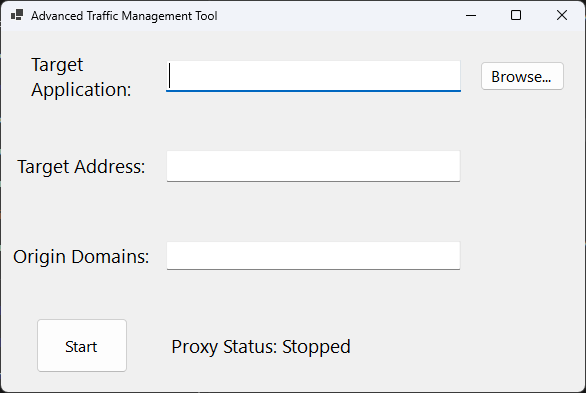 Advanced Traffic Management Tool
Target
Application:
Browse...
Target Address:
Origin Domains:
Start
Proxy Status: Stopped